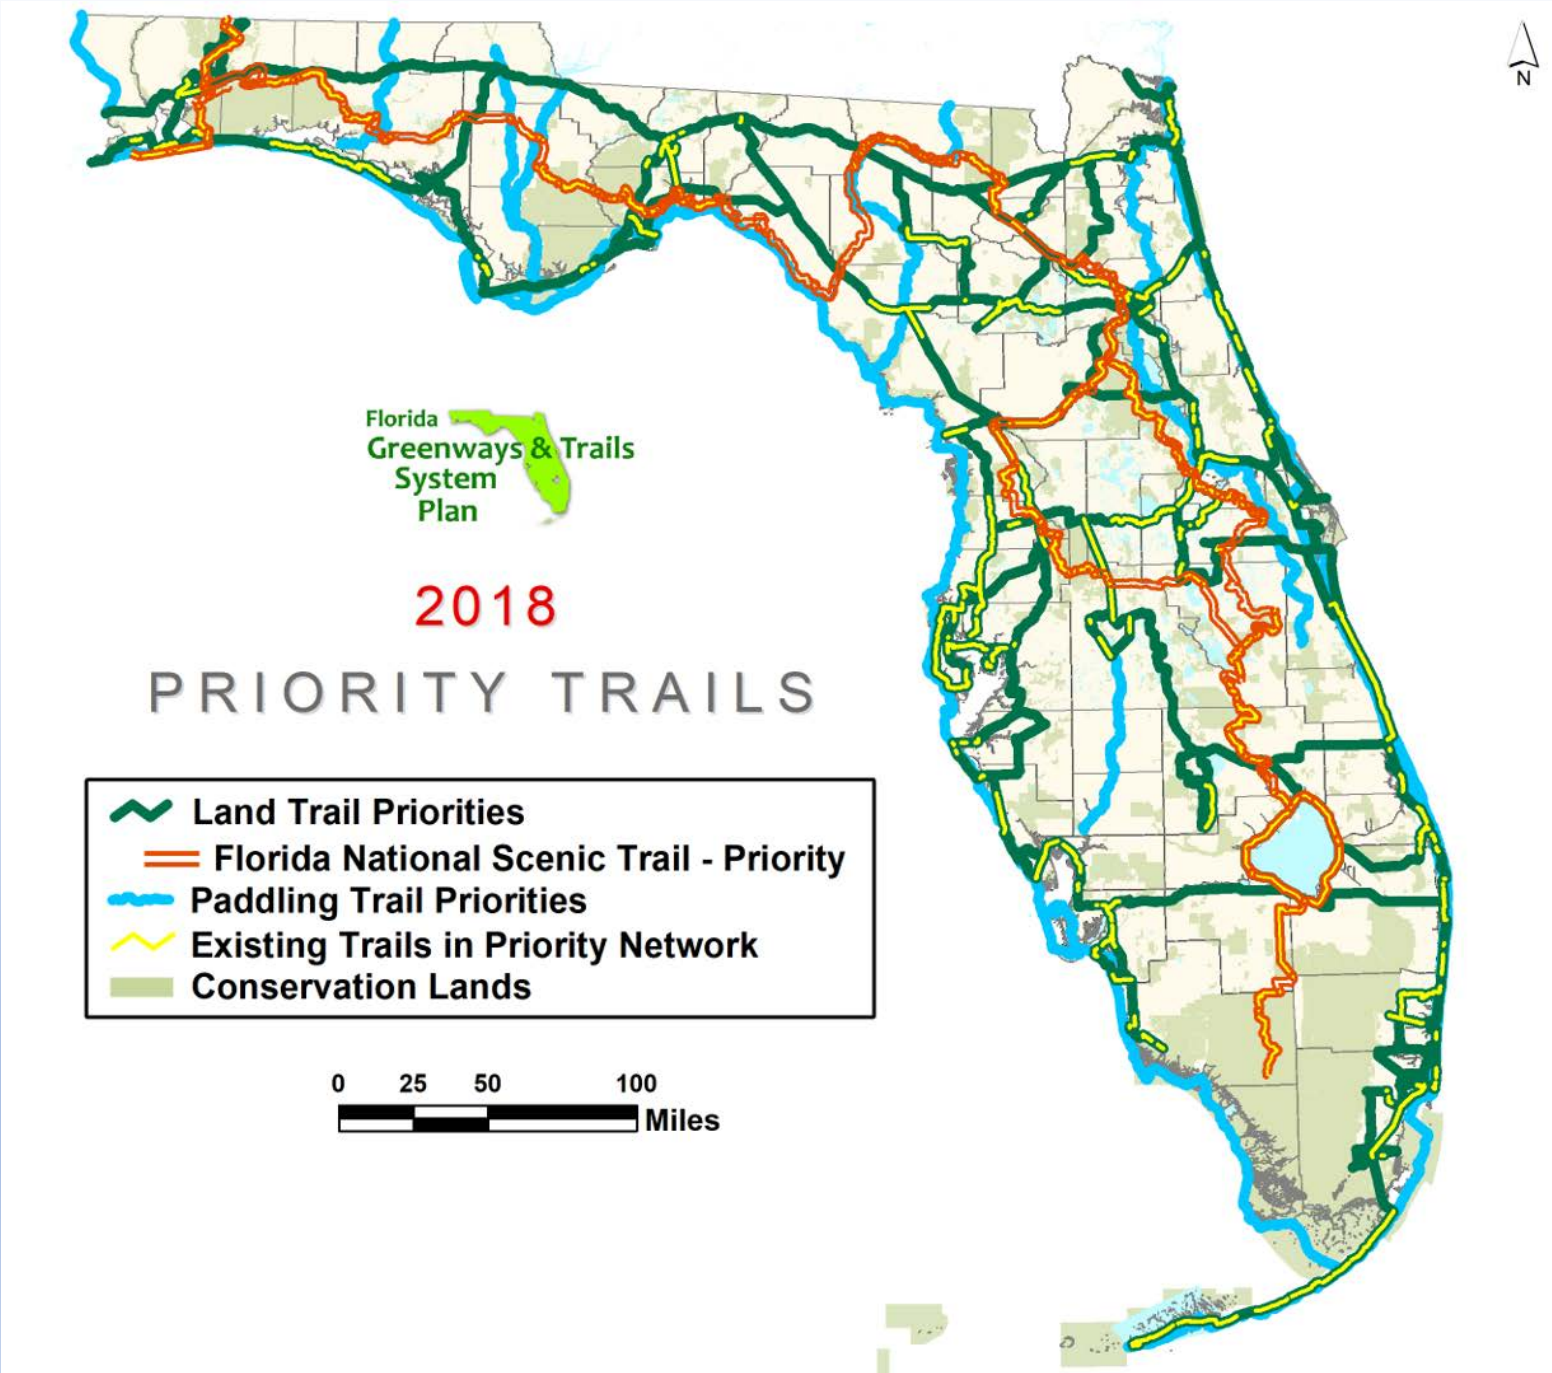 N
Florida
Greenways & Trails
System
Plan
2018
PRIORITY TRAILS
Land Trail Priorities
Florida National Scenic Trail - Priority
Paddling Trail Priorities
Existing Trails in Priority Network
Conservation Lands
0 25 50 100
Miles